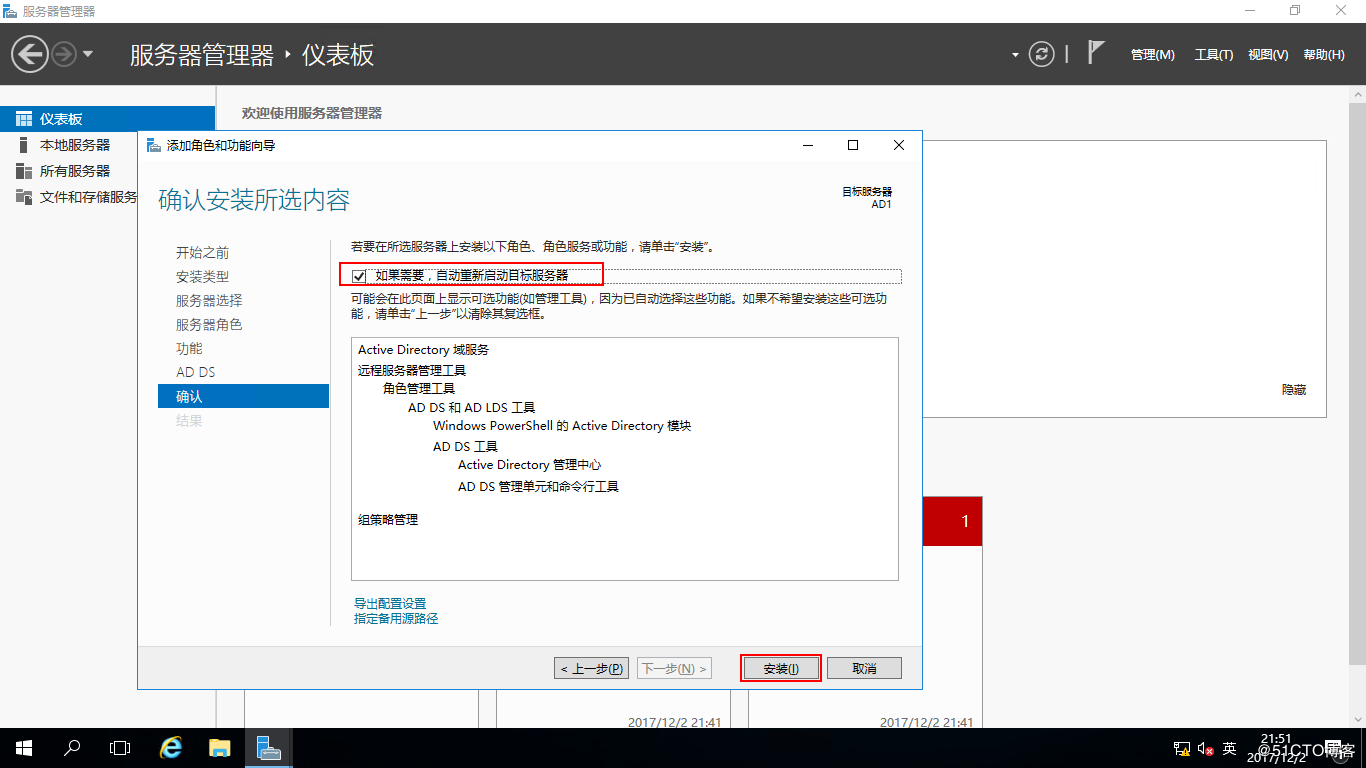 服务器管理器
服务器管理器 ‣ 仪表板
管理(M) 工具(T) 视图(V) 帮助(H)
仪表板
本地服务器
所有服务器
文件和存储服务
欢迎使用服务器管理器
添加角色和功能向导
确认安装所选内容
目标服务器
AD1
开始之前
安装类型
服务器选择
服务器角色
功能
AD DS
确认
结果
若要在所选服务器上安装以下角色、角色服务或功能，请单击“安装”。
如果需要，自动重新启动目标服务器
可能会在此页面上显示可选功能(如管理工具)，因为已自动选择这些功能。如果不希望安装这些可选功
能，请单击“上一步”以清除其复选框。
Active Directory 域服务
远程服务器管理工具
角色管理工具
AD DS 和 AD LDS 工具
Windows PowerShell 的 Active Directory 模块
AD DS 工具
Active Directory 管理中心
AD DS 管理单元和命令行工具
组策略管理
导出配置设置
指定备用源路径
< 上一步(P) 下一步(N) > 安装(I) 取消
隐藏
1
2017/12/2 21:41 2017/12/2 21:41
英
21:51
2017/12/2
@51CTO博客